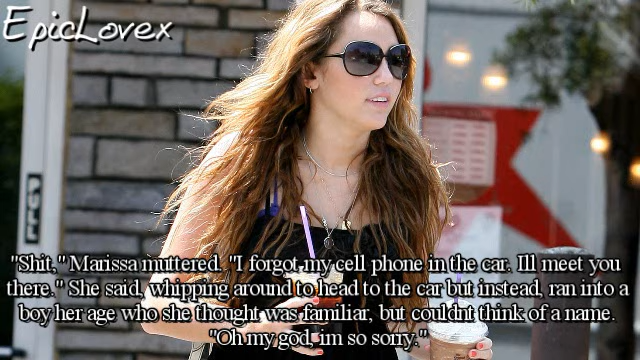 EpicLovex
"Shit," Marissa muttered. "I forgot my cell phone in the car. Ill meet you
there." She said, whipping around to head to the car but instead, ran into a
boy her age who she thought was familiar, but couldnt think of a name.
"Oh my god, im so sorry."